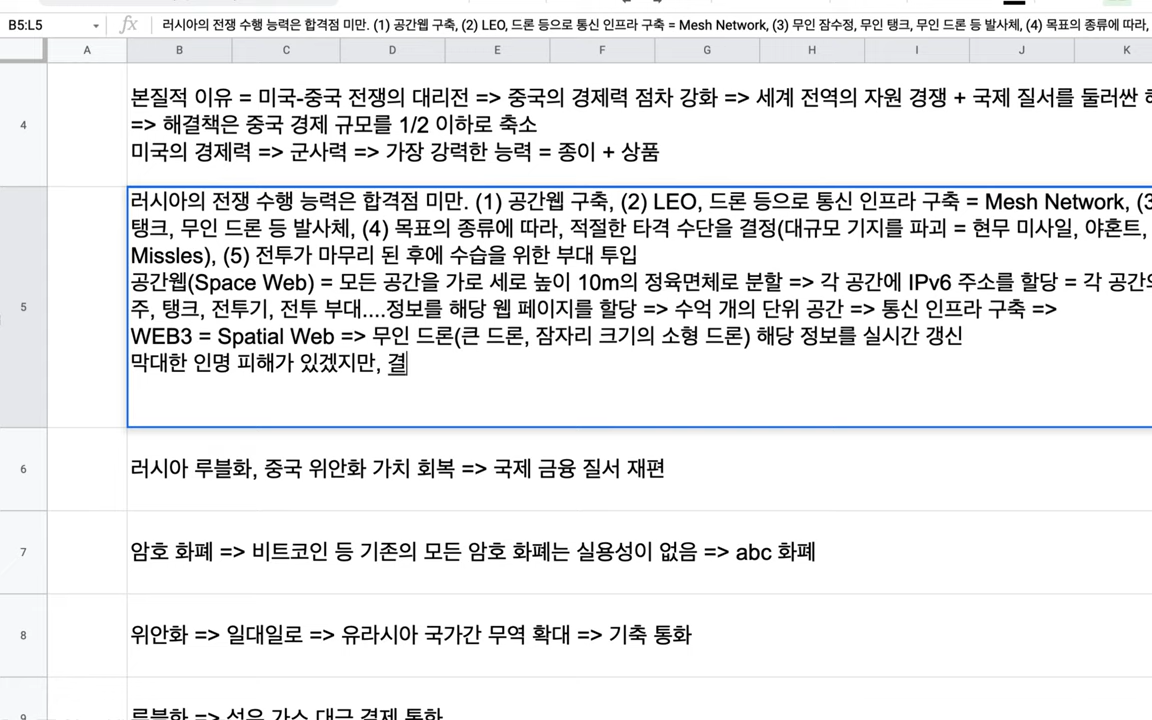 B5:L5
fx
러시아의 전쟁 수행 능력은 합격점 미만. (1) 공간웹 구축, (2) LEO, 드론 등으로 통신 인프라 구축 = Mesh Network, (3) 무인 잠수정, 무인 탱크, 무인 드론 등 발사체, (4) 목표의 종류에 따라,
A B C D E F G H I J K
4
본질적 이유 = 미국-중국 전쟁의 대리전 => 중국의 경제력 점차 강화 => 세계 전역의 자원 경쟁 + 국제 질서를 둘러싼
=> 해결책은 중국 경제 규모를 1/2 이하로 축소
미국의 경제력 => 군사력 => 가장 강력한 능력 = 종이 + 상품
5
러시아의 전쟁 수행 능력은 합격점 미만. (1) 공간웹 구축, (2) LEO, 드론 등으로 통신 인프라 구축 = Mesh Network, (3
탱크, 무인 드론 등 발사체, (4) 목표의 종류에 따라, 적절한 타격 수단을 결정(대규모 기지를 파괴 = 현무 미사일, 야혼트,
Missles), (5) 전투가 마무리 된 후에 수습을 위한 부대 투입
공간웹(Space Web) = 모든 공간을 가로 세로 높이 10m의 정육면체로 분할 => 각 공간에 IPv6 주소를 할당 = 각 공간의
주, 탱크, 전투기, 전투 부대....정보를 해당 웹 페이지를 할당 => 수억 개의 단위 공간 => 통신 인프라 구축 =>
WEB3 = Spatial Web => 무인 드론(큰 드론, 잠자리 크기의 소형 드론) 해당 정보를 실시간 갱신
막대한 인명 피해가 있겠지만, 결
6
러시아 루블화, 중국 위안화 가치 회복 => 국제 금융 질서 재편
7
암호 화폐 => 비트코인 등 기존의 모든 암호 화폐는 실용성이 없음 => abc 화폐
8
위안화 => 일대일로 => 유라시아 국가간 무역 확대 => 기축 통화
9
루블화 => 석유 가스 대금 결제 통화